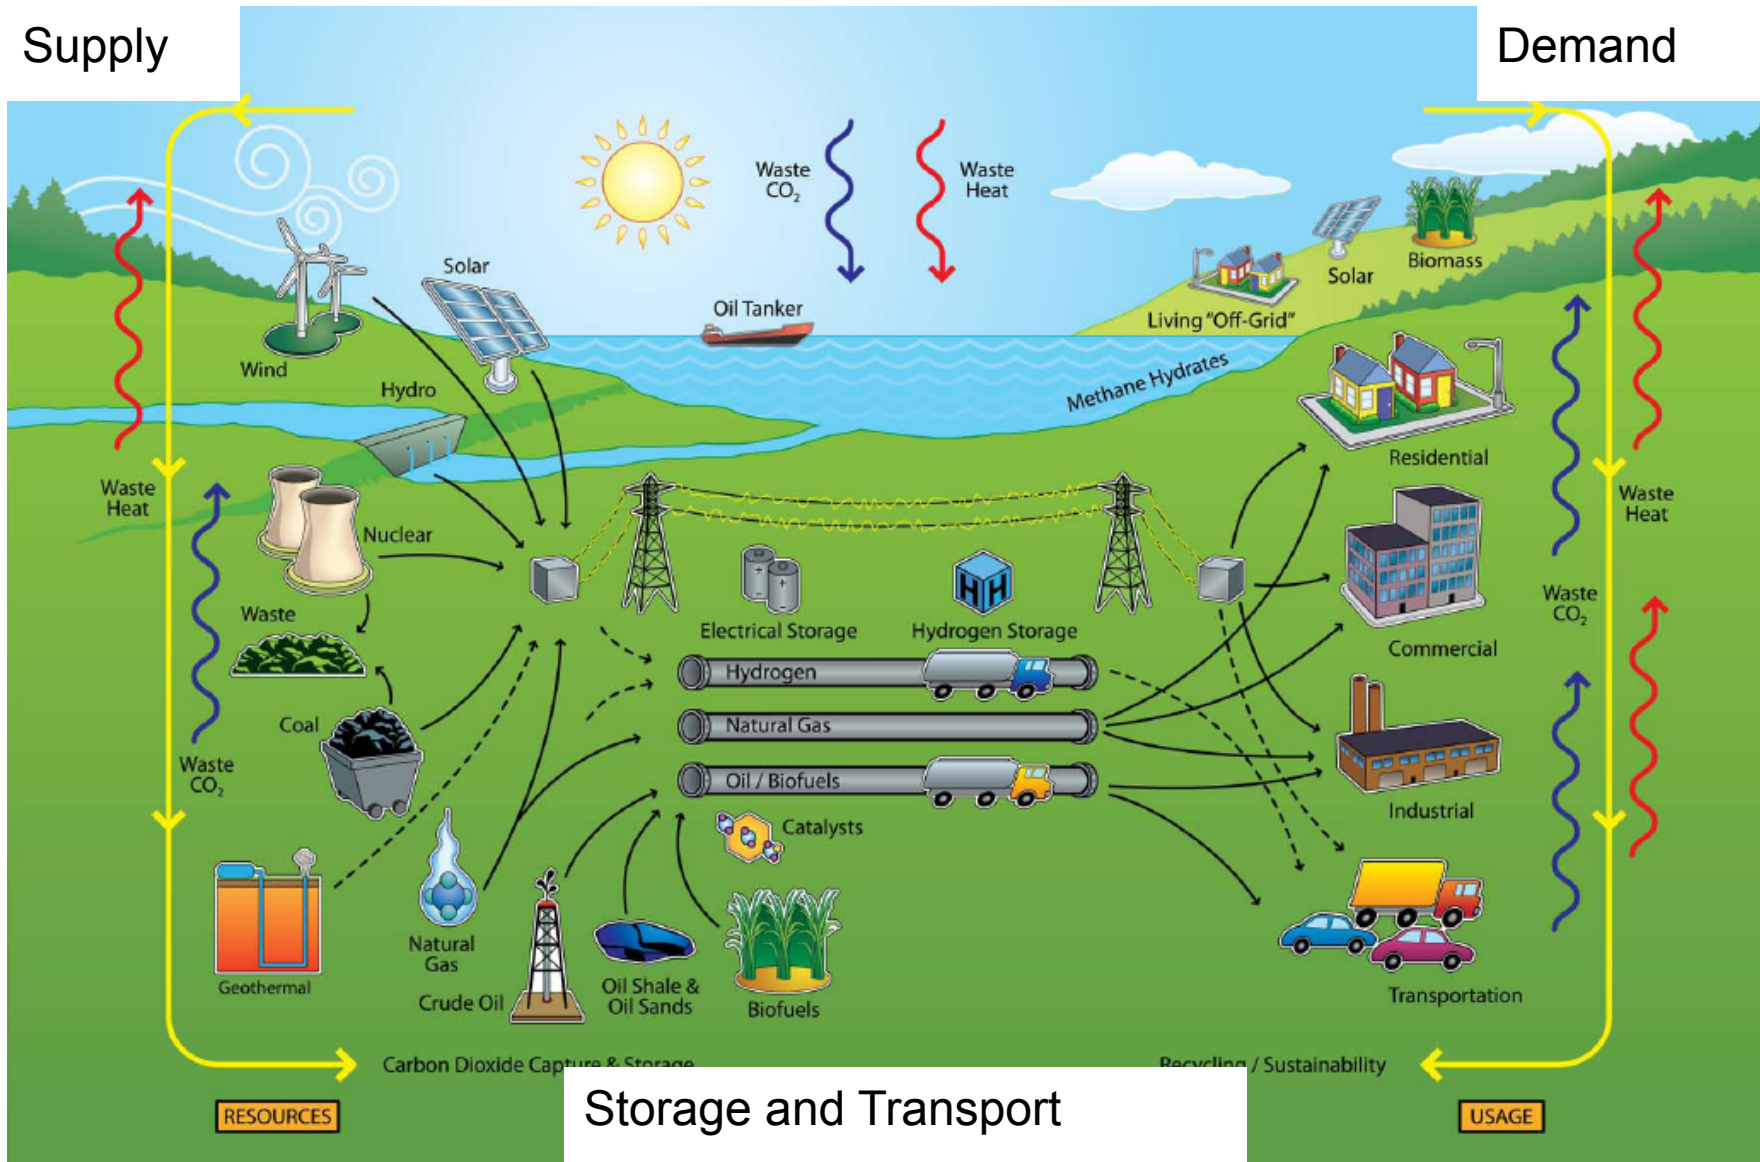 Supply
Demand
Waste
CO₂
Waste
Heat
Solar
Wind
Hydro
Oil Tanker
Methane Hydrates
Living "Off-Grid"
Solar
Biomass
Residential
Waste
Heat
Nuclear
Waste
Coal
Waste
CO₂
Electrical Storage
Hydrogen Storage
HH
+
+
Hydrogen
Natural Gas
Oil / Biofuels
Catalysts
Commercial
Waste
Heat
Waste
CO₂
Industrial
Transportation
Geothermal
Natural
Gas
Crude Oil
Oil Shale &
Oil Sands
Biofuels
Carbon Dioxide Capture & Storage
Recycling / Sustainability
RESOURCES
Storage and Transport
USAGE